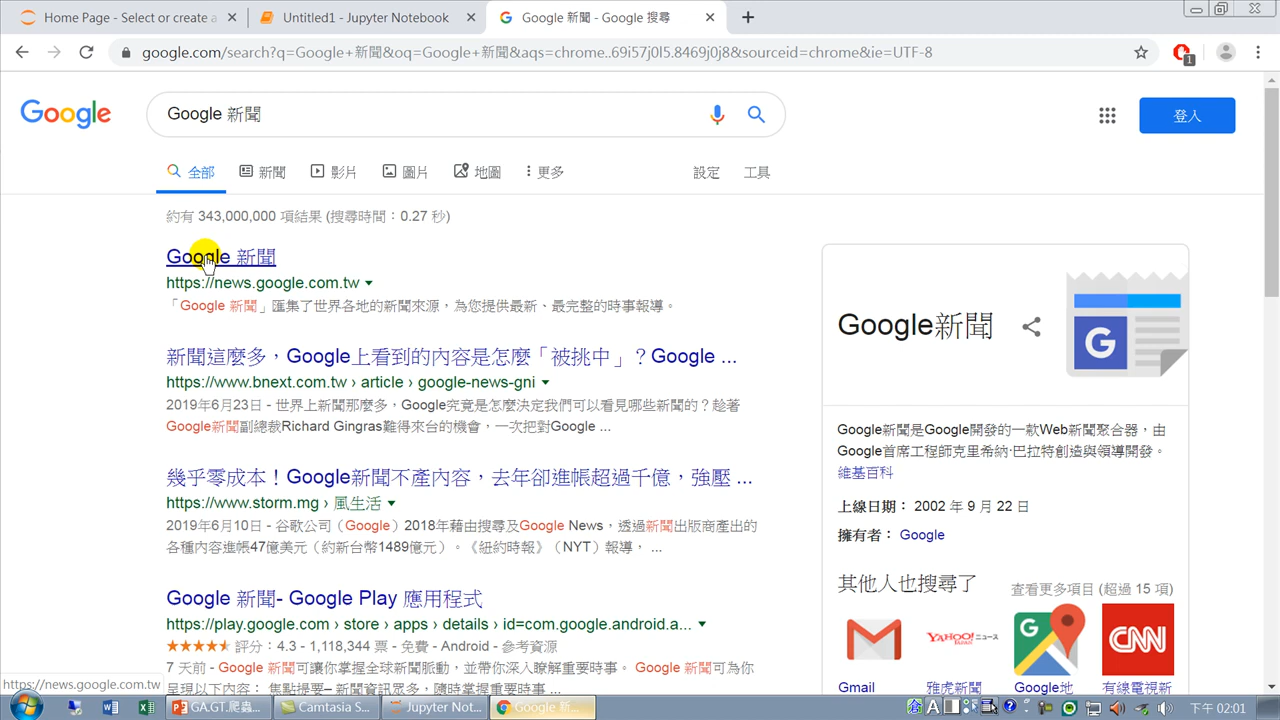 Home Page - Select or create a
Untitled1 - Jupyter Notebook
Google 新聞 - Google 搜尋
google.com/search?q=Google+新聞&oq=Google+新聞&aqs=chrome..69i57j0l5.8469j0j8&sourceid=chrome&ie=UTF-8
1
Google
Google 新聞
登入
全部
新聞
影片
圖片
地圖
更多
設定
工具
約有 343,000,000 項結果 (搜尋時間：0.27 秒)
Google 新聞
https://news.google.com.tw
「Google 新聞」匯集了世界各地的新聞來源，為您提供最新、最完整的時事報導。
新聞這麼多，Google上看到的內容是怎麼「被挑中」？Google ...
https://www.bnext.com.tw › article › google-news-gni
2019年6月23日 - 世界上新聞那麼多，Google究竟是怎麼決定我們可以看見哪些新聞的？趁著
Google新聞副總裁Richard Gingras難得來台的機會，一次把對Google ...
幾乎零成本！Google新聞不產內容，去年卻進帳超過千億，強壓 ...
https://www.storm.mg › 風生活
2019年6月10日 - 谷歌公司（Google）2018年藉由搜尋及Google News，透過新聞出版商產出的
各種內容進帳47億美元（約新台幣1489億元）。《紐約時報》（NYT）報導， ...
Google 新聞- Google Play 應用程式
https://play.google.com › store › apps › details › id=com.google.android.a...
評分：4.3 - 1,118,344 票 - 免費 - Android - 參考資源
7 天前 - Google 新聞可讓你掌握全球新聞脈動，並帶你深入瞭解重要時事。 Google 新聞可為你
呈現以下內容： 焦點提要– 新聞資訊眾多，隨時掌握重要時事 ...
Google新聞
G
Google新聞是Google開發的一款Web新聞聚合器，由
Google首席工程師克里希納·巴拉特創造與領導開發。
維基百科
上線日期： 2002 年 9 月 22 日
擁有者： Google
其他人也搜尋了
查看更多項目 (超過 15 項)
YAHOO!ニュース
G
CNN
Gmail
雅虎新聞
Google地
有線電視新
https://news.google.com.tw
GA.GT.爬蟲...
Camtasia S...
Jupyter Not...
Google 新...
下午 02:01